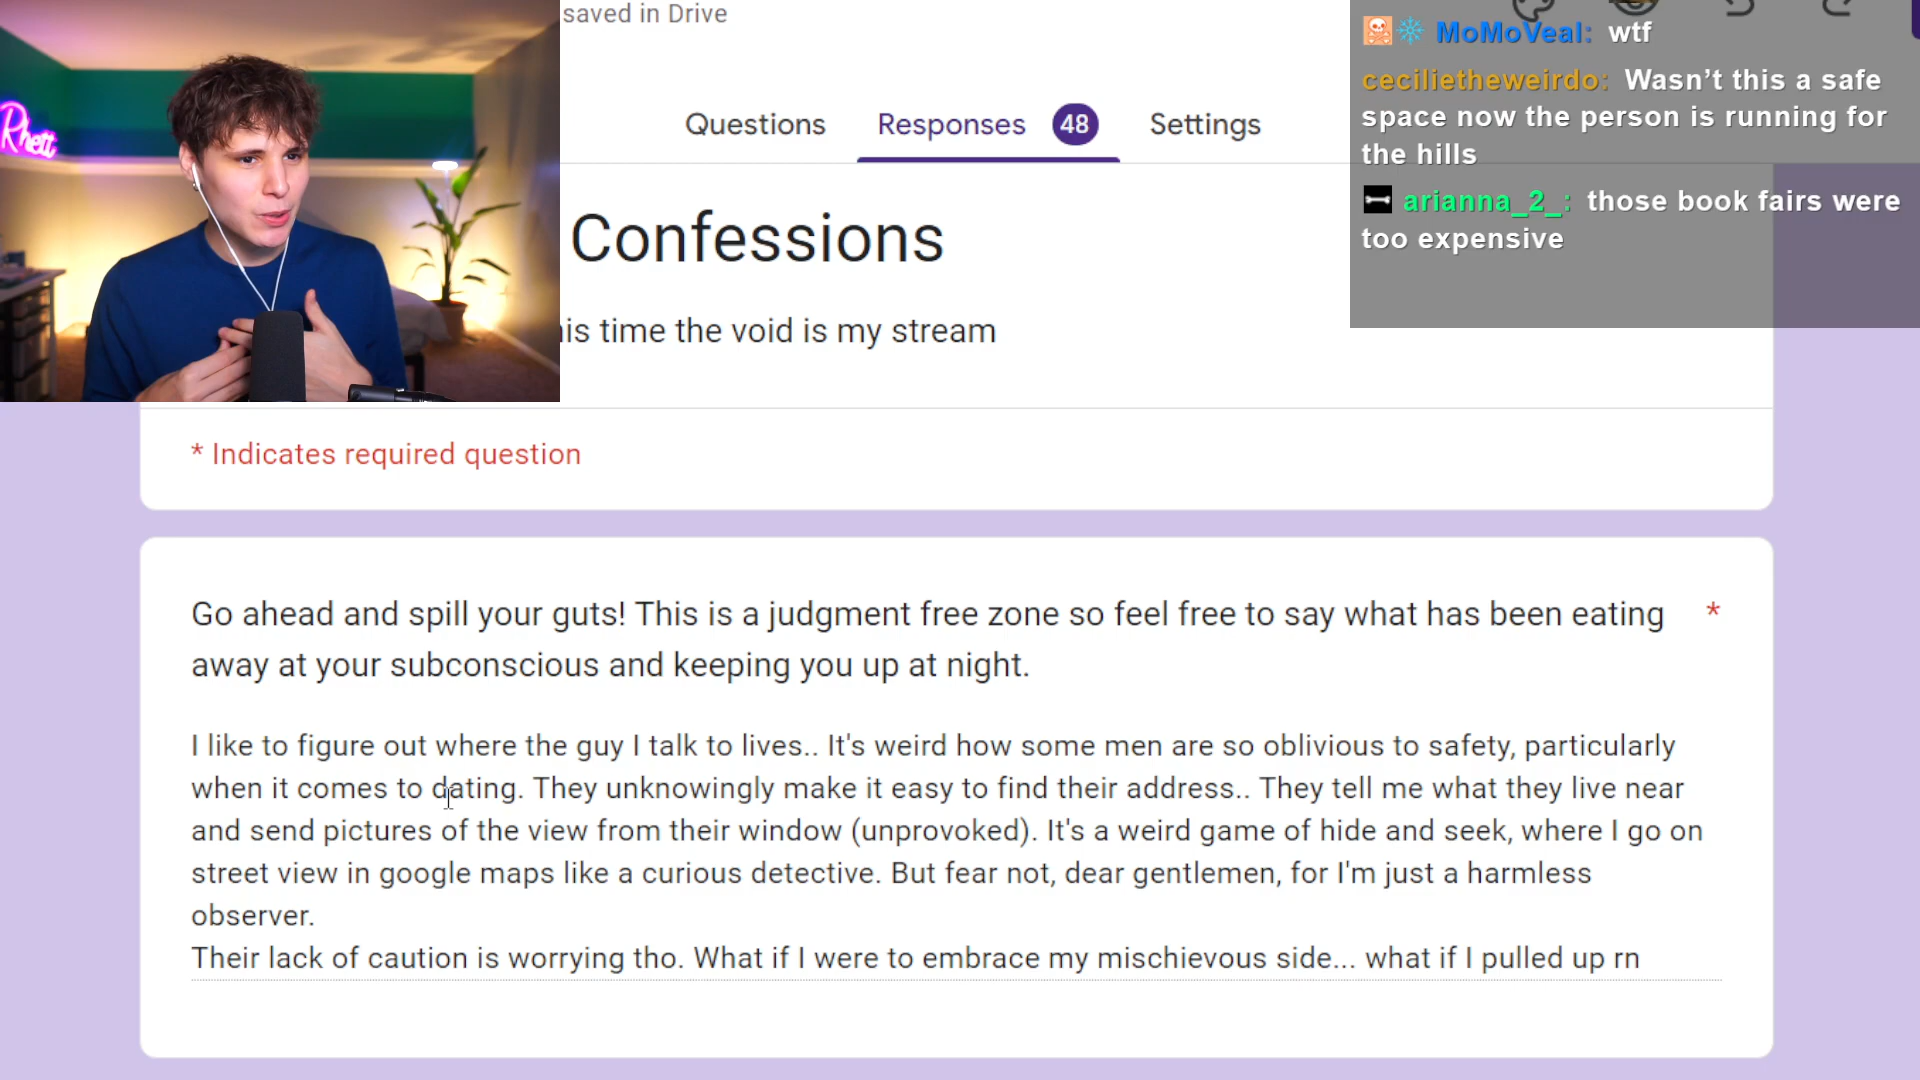 saved in Drive
Rhett
Questions
Responses
48
Settings
MoMoVeal: wtf
cecilietheweirdo: Wasn’t this a safe
space now the person is running for
the hills
arianna_2_: those book fairs were
too expensive
Confessions
is time the void is my stream
* Indicates required question
Go ahead and spill your guts! This is a judgment free zone so feel free to say what has been eating *
away at your subconscious and keeping you up at night.
I like to figure out where the guy I talk to lives.. It's weird how some men are so oblivious to safety, particularly
when it comes to dating. They unknowingly make it easy to find their address.. They tell me what they live near
and send pictures of the view from their window (unprovoked). It's a weird game of hide and seek, where I go on
street view in google maps like a curious detective. But fear not, dear gentlemen, for I'm just a harmless
observer.
Their lack of caution is worrying tho. What if I were to embrace my mischievous side... what if I pulled up rn